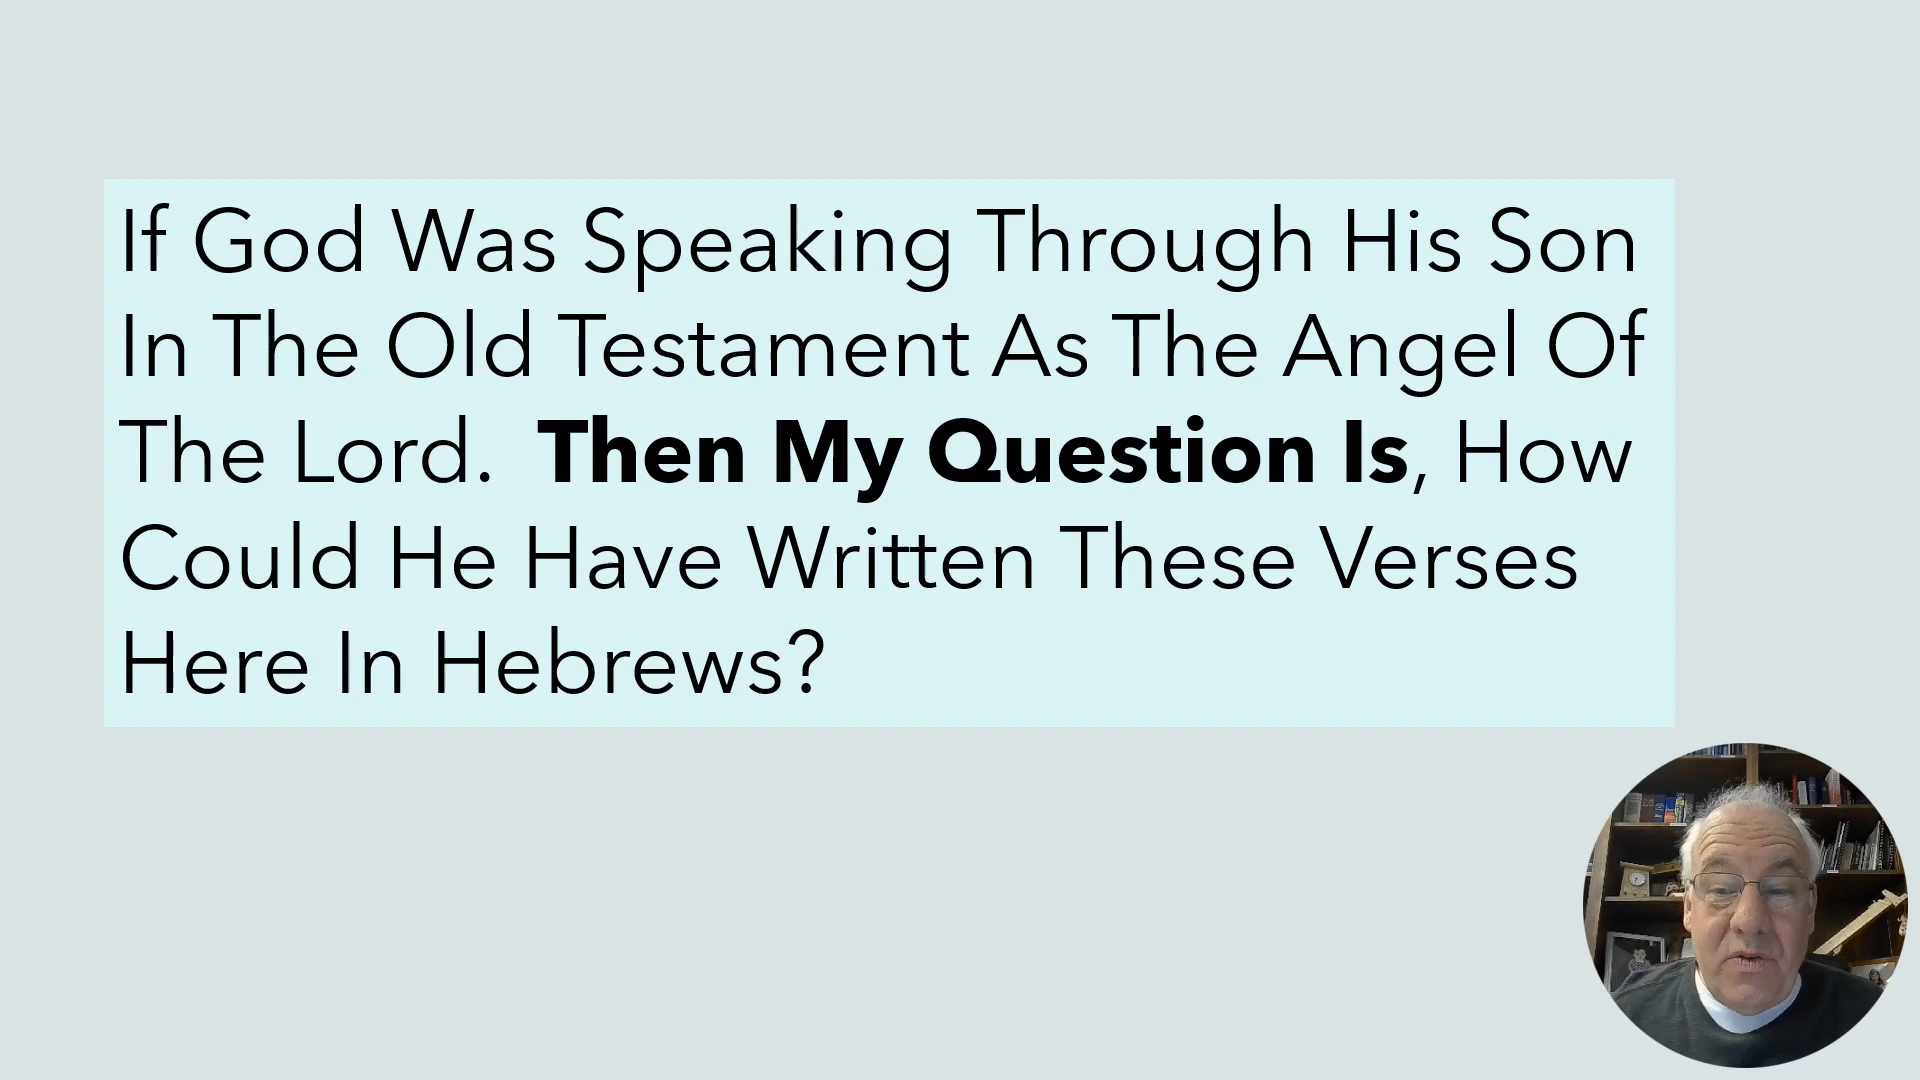 If God Was Speaking Through His Son
In The Old Testament As The Angel Of
The Lord.  Then My Question Is, How
Could He Have Written These Verses
Here In Hebrews?